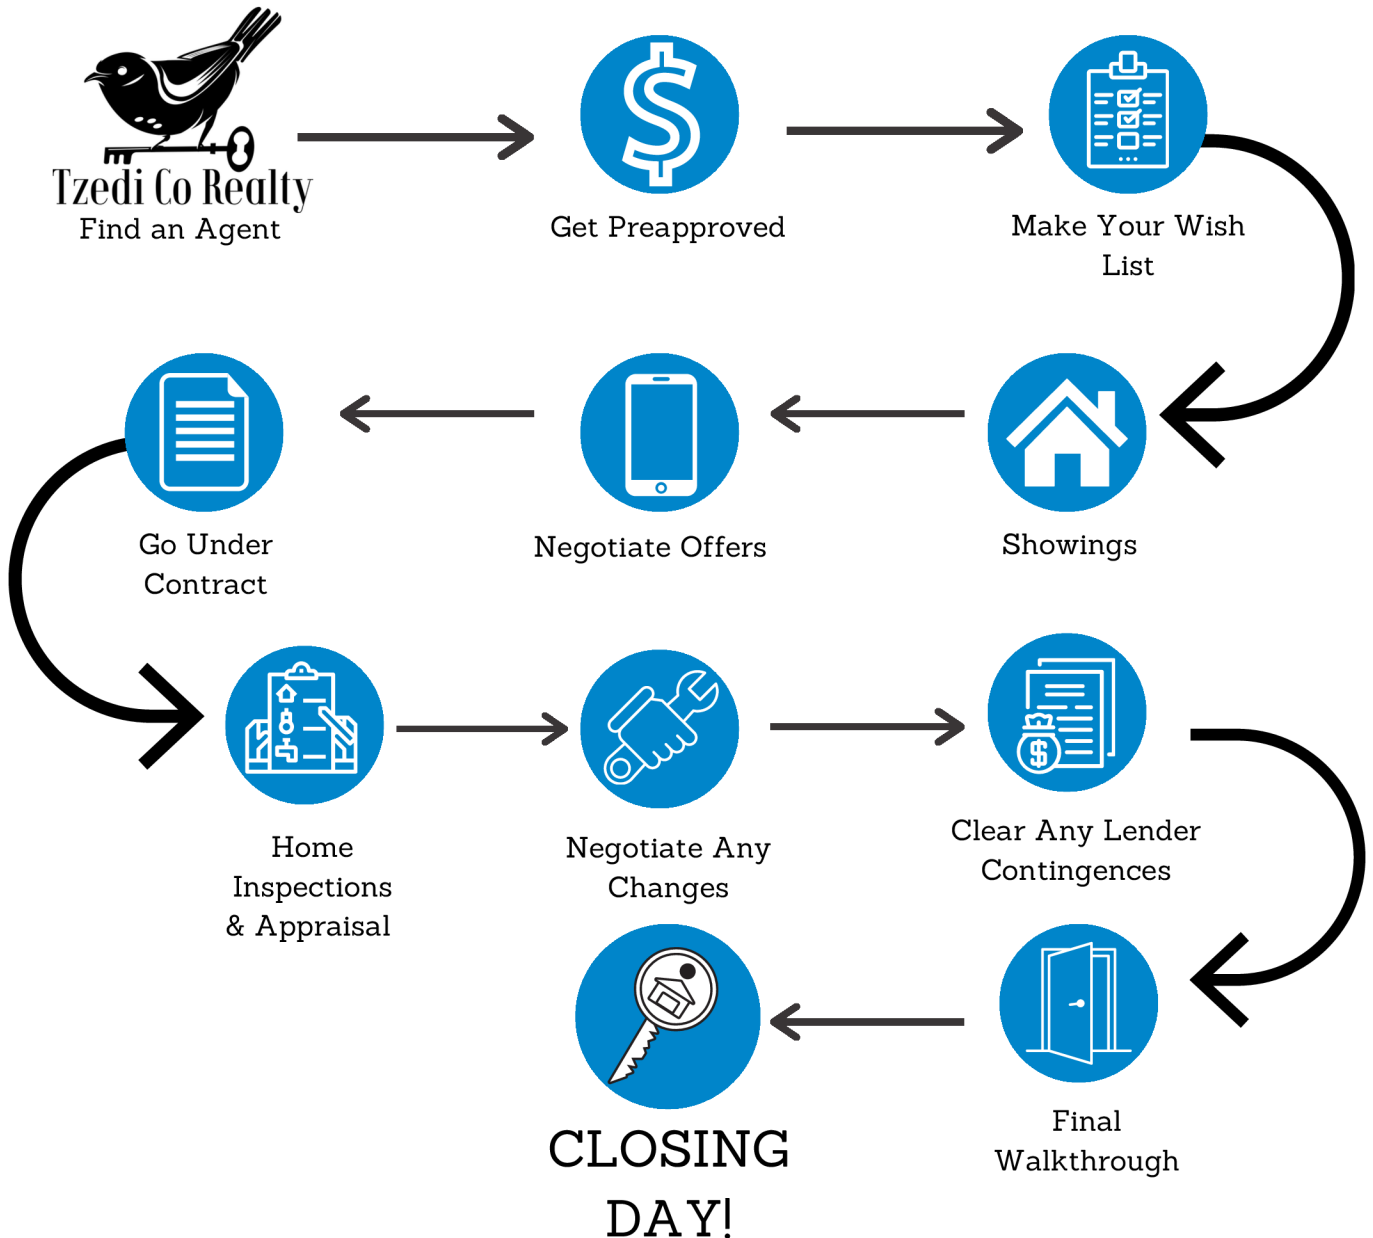 Tzedi Co Realty
Find an Agent
Get Preapproved
Make Your Wish
List
Go Under
Contract
Negotiate Offers
Showings
Home
Inspections
& Appraisal
Negotiate Any
Changes
Clear Any Lender
Contingences
CLOSING
DAY!
Final
Walkthrough